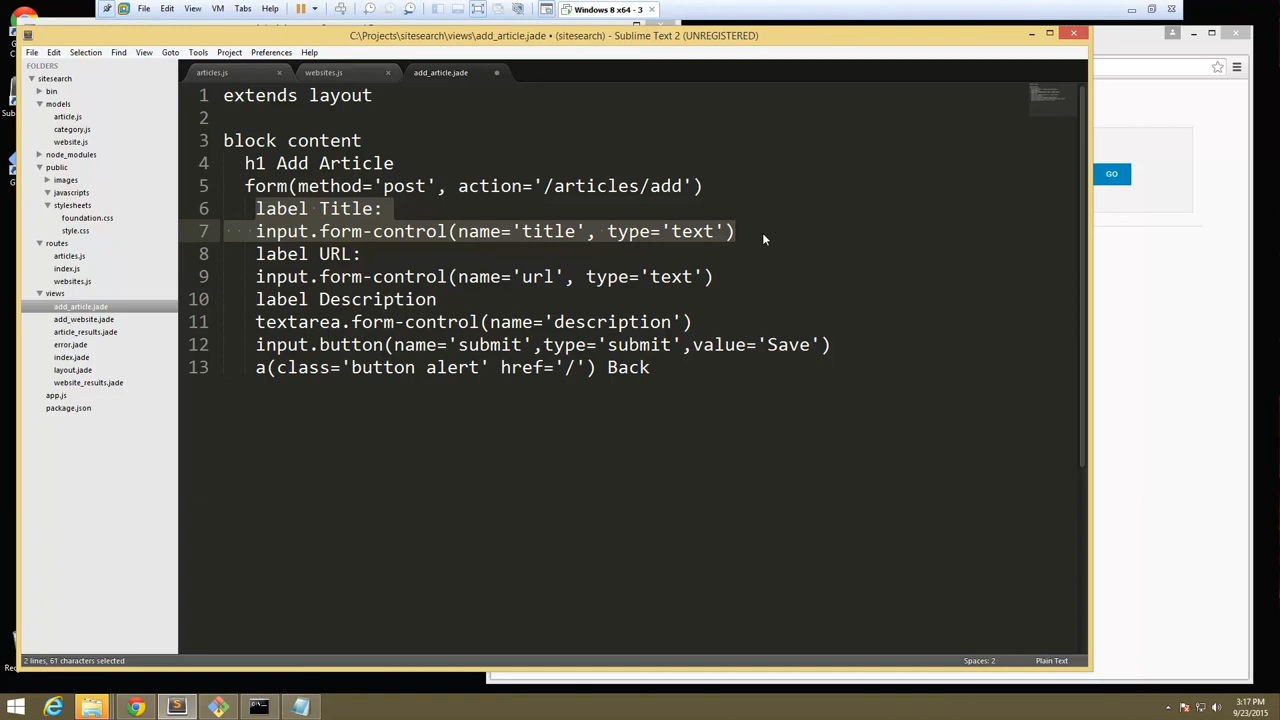 File Edit View VM Tabs Help
Windows 8 x64 - 3
C:\Projects\sitesearch\views\add_article.jade • (sitesearch) - Sublime Text 2 (UNREGISTERED)
File Edit Selection Find View Goto Tools Project Preferences Help
FOLDERS
sitesearch
bin
models
article.js
category.js
website.js
node_modules
public
images
javascripts
stylesheets
foundation.css
style.css
routes
articles.js
index.js
websites.js
views
add_article.jade
add_website.jade
article_results.jade
error.jade
index.jade
layout.jade
website_results.jade
app.js
package.json
articles.js websites.js add_article.jade
1 extends layout
2
3 block content
4 h1 Add Article
5 form(method='post', action='/articles/add')
6 label Title:
7 input.form-control(name='title', type='text')
8 label URL:
9 input.form-control(name='url', type='text')
10 label Description
11 textarea.form-control(name='description')
12 input.button(name='submit',type='submit',value='Save')
13 a(class='button alert' href='/') Back
GO
2 lines, 61 characters selected
Spaces: 2 Plain Text
3:17 PM
9/23/2015